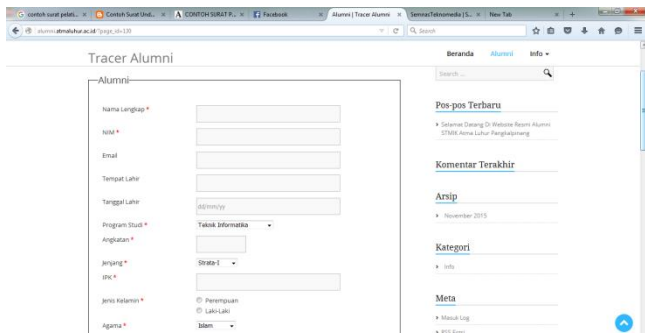 contoh surat pelati...
Contoh Surat Und...
CONTOH SURAT P...
Facebook
Alumni | Tracer Alumni
SemnasTeknomedia | S...
New Tab
alumni.atmaluhur.ac.id/?page_id=130
Search
Tracer Alumni
Beranda
Alumni
Info
Alumni
Nama Lengkap *
NIM *
Email
Tempat Lahir
Tanggal Lahir
dd/mm/yy
Program Studi *
Teknik Informatika
Angkatan *
Jenjang *
Strata-I
IPK *
Jenis Kelamin *
Perempuan
Laki-Laki
Agama *
Islam
Search ...
Pos-pos Terbaru
Selamat Datang Di Website Resmi Alumni
STMIK Atma Luhur Pangkalpinang
Komentar Terakhir
Arsip
November 2015
Kategori
Info
Meta
Masuk Log